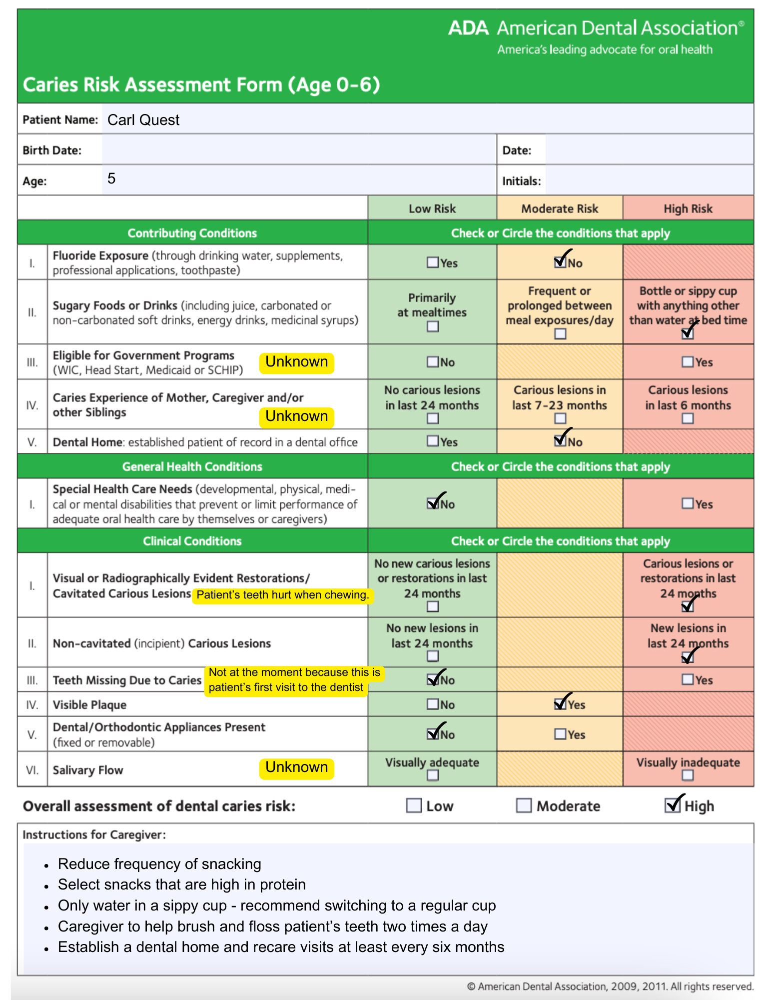 ADA American Dental Association®
America's leading advocate for oral health
Caries Risk Assessment Form (Age 0-6)
Patient Name: Carl Quest
Birth Date: Date:
Age: 5 Initials:
Low Risk Moderate Risk High Risk
Contributing Conditions Check or Circle the conditions that apply
I. Fluoride Exposure (through drinking water, supplements,
professional applications, toothpaste)
Yes No
II. Sugary Foods or Drinks (including juice, carbonated or
non-carbonated soft drinks, energy drinks, medicinal syrups)
Primarily
at mealtimes
Frequent or
prolonged between
meal exposures/day
Bottle or sippy cup
with anything other
than water at bed time
III. Eligible for Government Programs
(WIC, Head Start, Medicaid or SCHIP)
Unknown
No Yes
IV. Caries Experience of Mother, Caregiver and/or
other Siblings
Unknown
No carious lesions
in last 24 months
Carious lesions in
last 7-23 months
Carious lesions
in last 6 months
V. Dental Home: established patient of record in a dental office
Yes No
General Health Conditions Check or Circle the conditions that apply
I. Special Health Care Needs (developmental, physical, medi-
cal or mental disabilities that prevent or limit performance of
adequate oral health care by themselves or caregivers)
No Yes
Clinical Conditions Check or Circle the conditions that apply
I. Visual or Radiographically Evident Restorations/
Cavitated Carious Lesions Patient's teeth hurt when chewing.
No new carious lesions
or restorations in last
24 months
Carious lesions or
restorations in last
24 months
II. Non-cavitated (incipient) Carious Lesions
No new lesions in
last 24 months
New lesions in
last 24 months
III. Teeth Missing Due to Caries
Not at the moment because this is
patient's first visit to the dentist
No Yes
IV. Visible Plaque
No Yes
V. Dental/Orthodontic Appliances Present
(fixed or removable)
No Yes
VI. Salivary Flow Unknown
Visually adequate Visually inadequate
Overall assessment of dental caries risk: Low Moderate High
Instructions for Caregiver:
• Reduce frequency of snacking
• Select snacks that are high in protein
• Only water in a sippy cup - recommend switching to a regular cup
• Caregiver to help brush and floss patient's teeth two times a day
• Establish a dental home and recare visits at least every six months
© American Dental Association, 2009, 2011. All rights reserved.